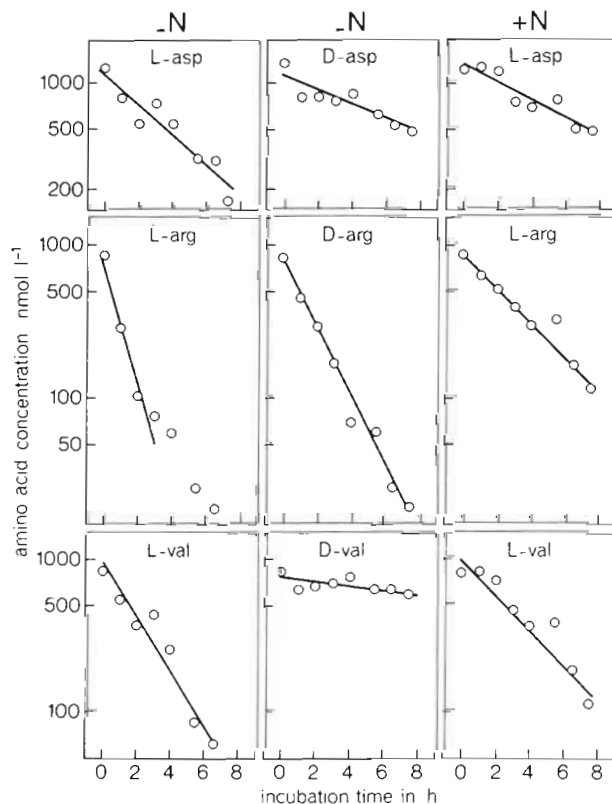 -N -N +N
L-asp D-asp L-asp
1000
500
200
L-arg D-arg L-arg
1000
500
100
50
L-val D-val L-val
1000
500
100
0 2 4 6 8 0 2 4 6 8 0 2 4 6 8
incubation time in h
amino acid concentration nmol l⁻¹